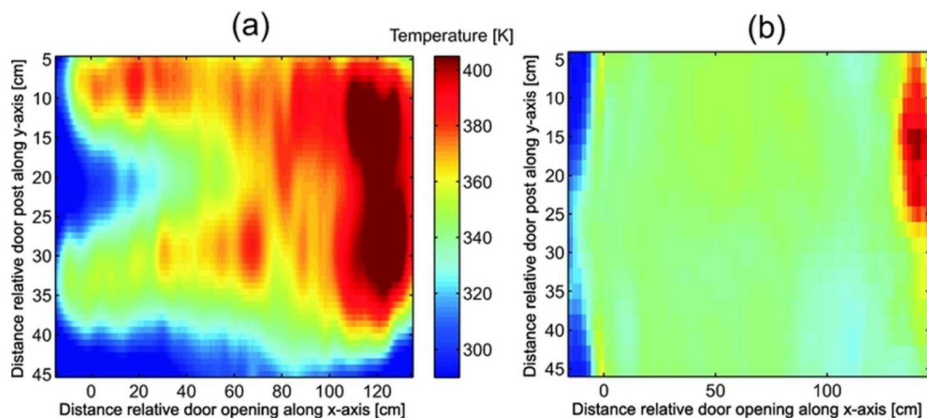 (a)
Temperature [K]
(b)
Distance relative door post along y-axis [cm]
5
10
15
20
25
30
35
40
45
0 20 40 60 80 100 120
Distance relative door opening along x-axis [cm]
400
380
360
340
320
300
Distance relative door post along y-axis [cm]
5
10
15
20
25
30
35
40
45
0 50 100
Distance relative door opening along x-axis [cm]